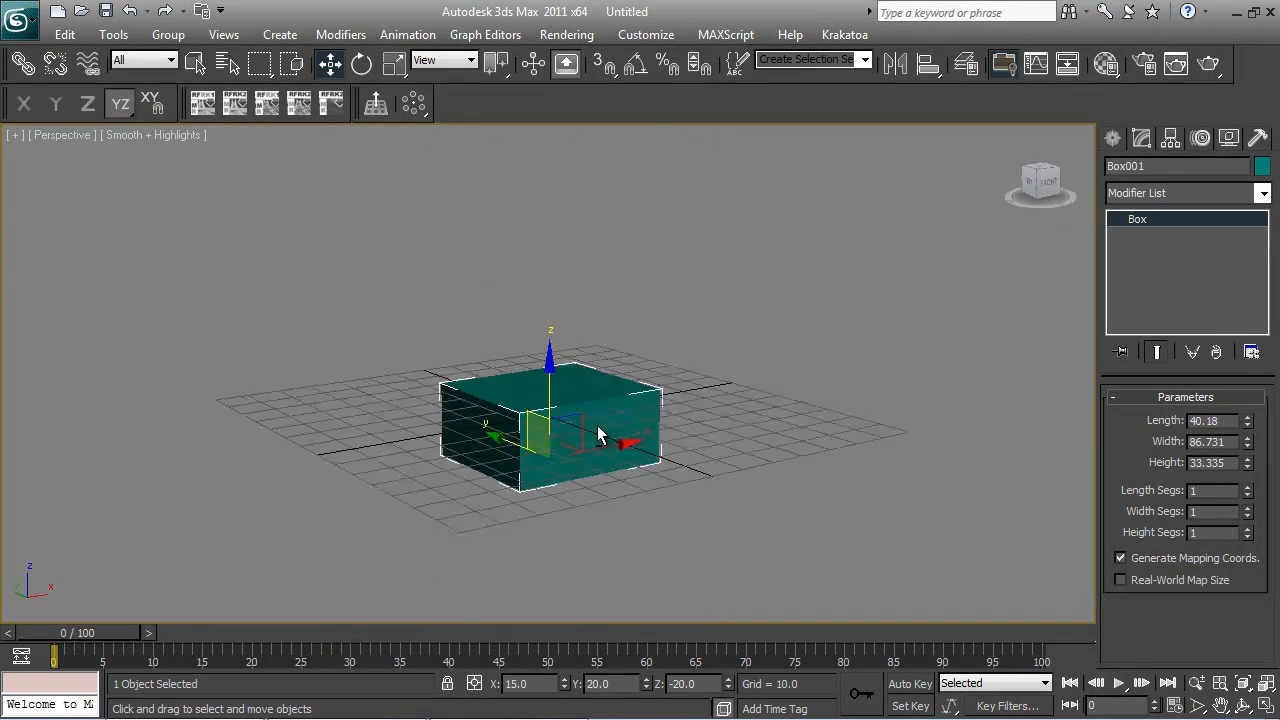 Autodesk 3ds Max 2011 x64 Untitled
Type a keyword or phrase
Edit Tools Group Views Create Modifiers Animation Graph Editors Rendering Customize MAXScript Help Krakatoa
All View 3 Create Selection Se
X Y Z YZ XY
[ + ] [ Perspective ] [ Smooth + Highlights ]
Box001
Modifier List
Box
z
y
Parameters
Length: 40.18
Width: 86.731
Height: 33.335
Length Segs: 1
Width Segs: 1
Height Segs: 1
Generate Mapping Coords.
Real-World Map Size
z
x
0 / 100
0 5 10 15 20 25 30 35 40 45 50 55 60 65 70 75 80 85 90 95 100
1 Object Selected X: 15.0 Y: 20.0 Z: -20.0 Grid = 10.0 Auto Key Selected
Welcome to M Click and drag to select and move objects Add Time Tag Set Key Key Filters... 0